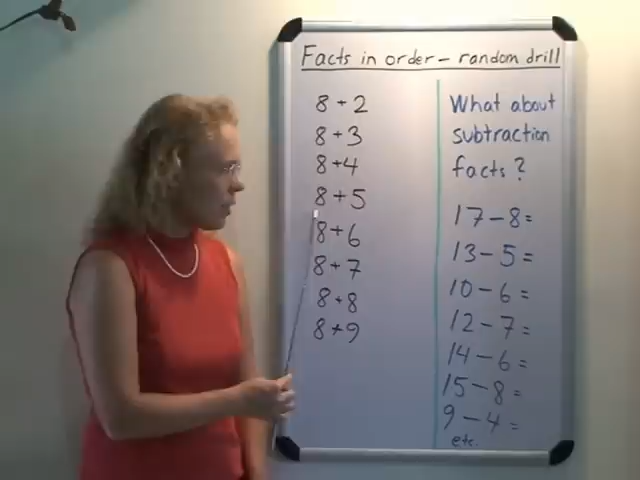 Facts in order - random drill
8 + 2
8 + 3
8 + 4
8 + 5
8 + 6
8 + 7
8 + 8
8 + 9
What about
subtraction
facts?
17 - 8 =
13 - 5 =
10 - 6 =
12 - 7 =
14 - 6 =
15 - 8 =
9 - 4 =
etc.